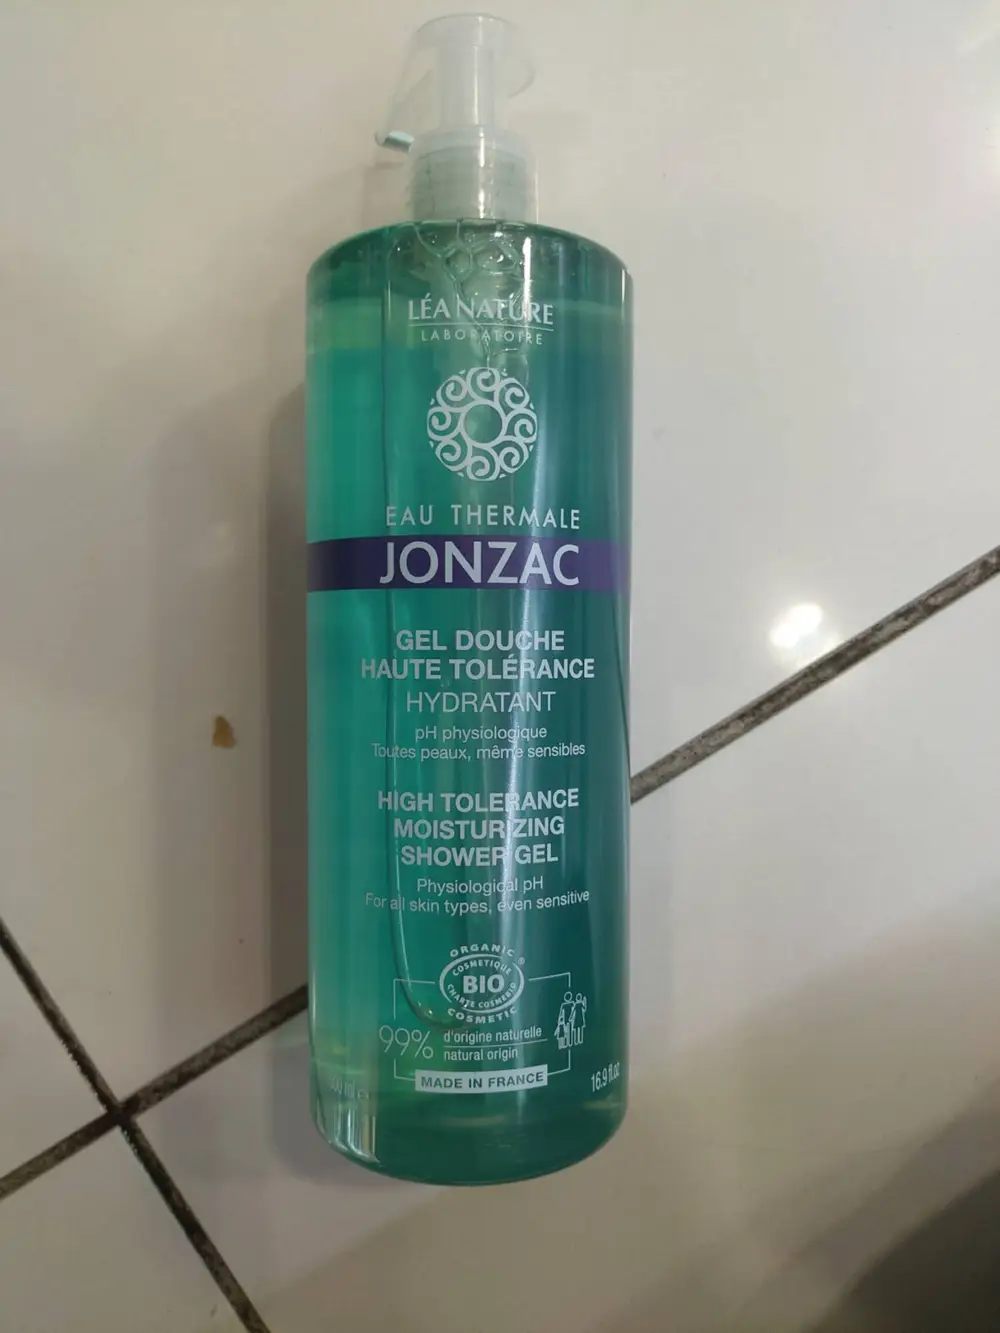 LÉA NATURE
LABORATOIRE
EAU THERMALE
JONZAC
GEL DOUCHE
HAUTE TOLÉRANCE
HYDRATANT
pH physiologique
Toutes peaux, même sensibles
HIGH TOLERANCE
MOISTURIZING
SHOWER GEL
Physiological pH
For all skin types, even sensitive
ORGANIC
COSMETIQUE
BIO
CHARTE COSMEBIO
COSMETIC
99% d'origine naturelle
natural origin
MADE IN FRANCE
500 ml e
16.9 fl.oz